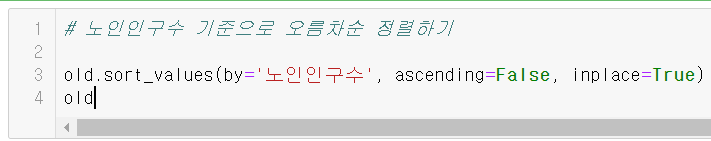 1 # 노인인구수 기준으로 오름차순 정렬하기
2
3 old.sort_values(by='노인인구수', ascending=False, inplace=True)
4 old